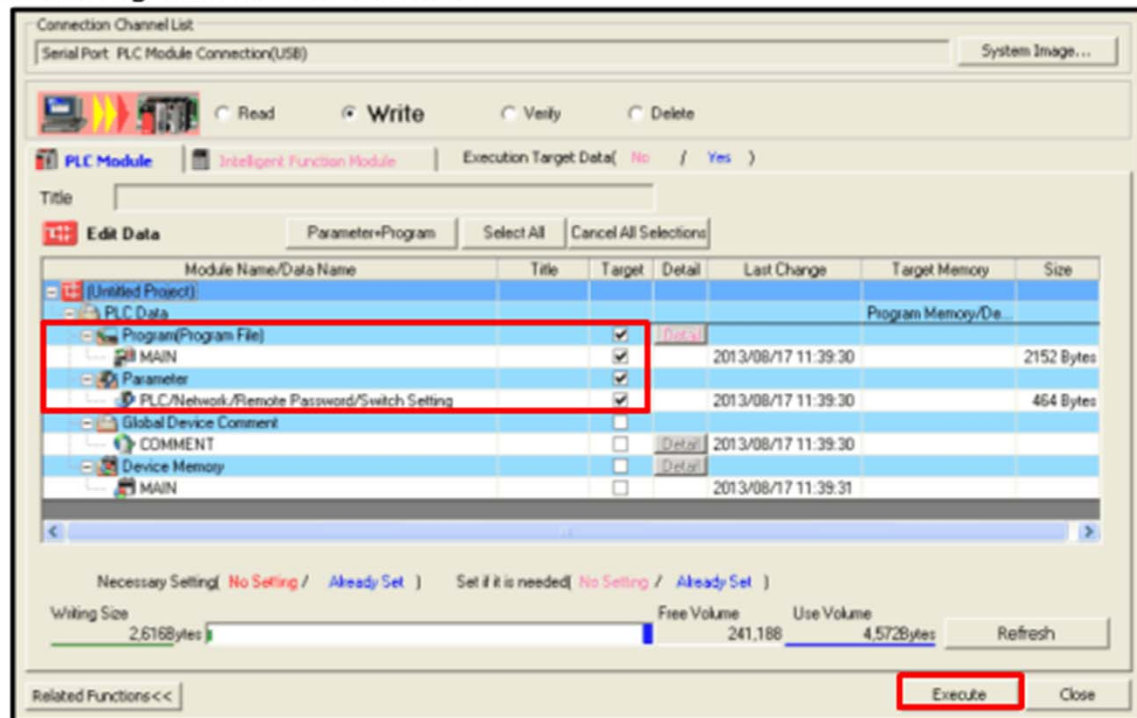 Connection Channel List
Serial Port PLC Module Connection(USB)
System Image...
Read Write Verify Delete
PLC Module Intelligent Function Module Execution Target Data( No / Yes )
Title
Edit Data Parameter+Program Select All Cancel All Selections
Module Name/Data Name Title Target Detail Last Change Target Memory Size
(Untitled Project)
PLC Data Program Memory/De...
Program(Program File) Detail
MAIN 2013/08/17 11:39:30 2152 Bytes
Parameter
PLC/Network/Remote Password/Switch Setting 2013/08/17 11:39:30 464 Bytes
Global Device Comment
COMMENT Detail 2013/08/17 11:39:30
Device Memory Detail
MAIN 2013/08/17 11:39:31
Necessary Setting( No Setting / Already Set ) Set if it is needed( No Setting / Already Set )
Writing Size Free Volume Use Volume
2,616Bytes 241,188 4,572Bytes Refresh
Related Functions<< Execute Close